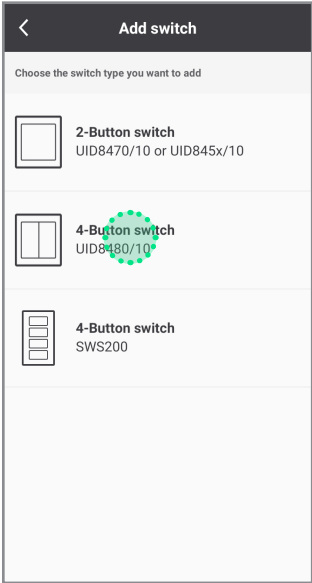 Add switch
Choose the switch type you want to add
2-Button switch
UID8470/10 or UID845x/10
4-Button switch
UID8480/10
4-Button switch
SWS200